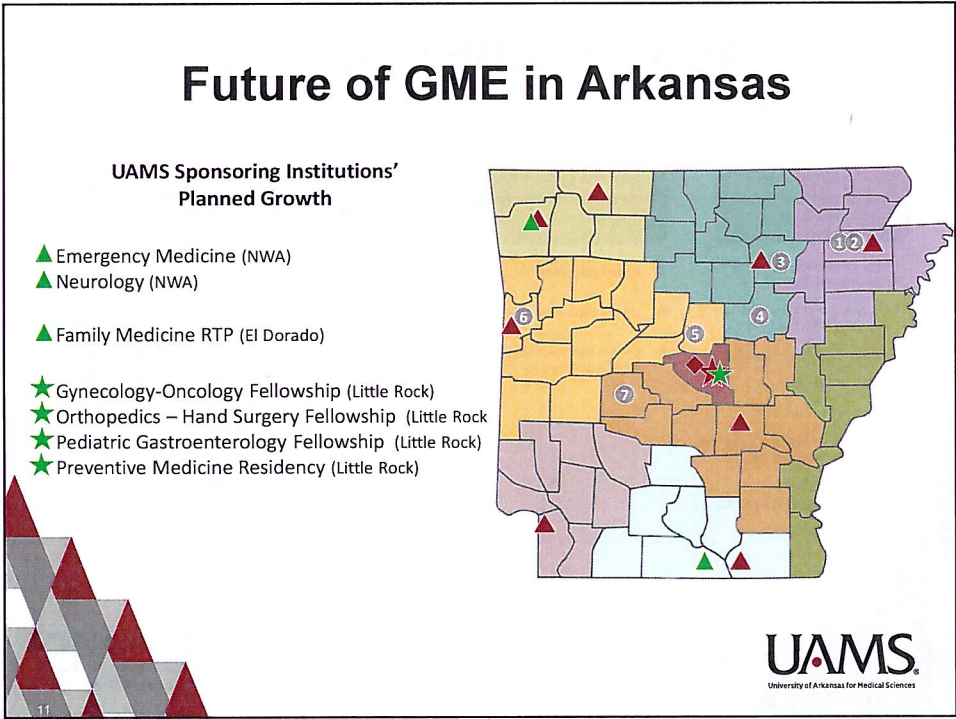 Future of GME in Arkansas
UAMS Sponsoring Institutions'
Planned Growth
Emergency Medicine (NWA)
Neurology (NWA)
Family Medicine RTP (El Dorado)
Gynecology-Oncology Fellowship (Little Rock)
Orthopedics – Hand Surgery Fellowship (Little Rock
Pediatric Gastroenterology Fellowship (Little Rock)
Preventive Medicine Residency (Little Rock)
1 2
3
6
4
5
7
UAMS®
University of Arkansas for Medical Sciences
11